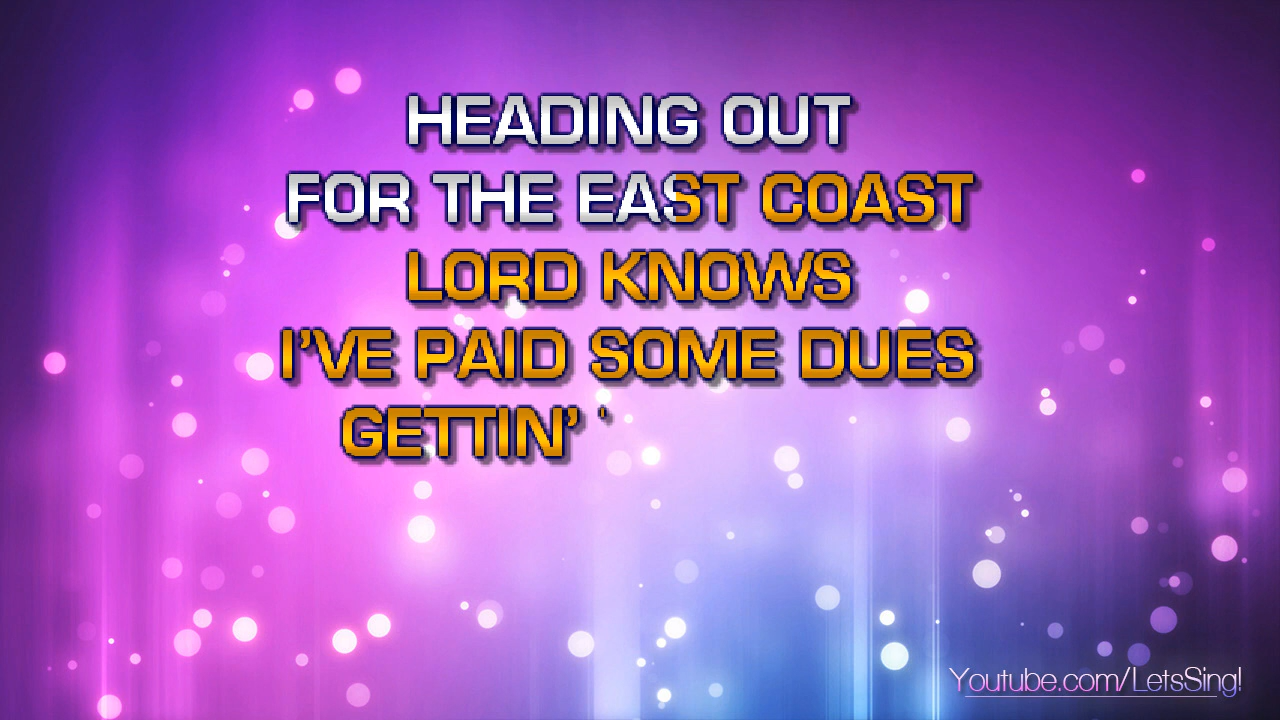 HEADING OUT
FOR THE EAST COAST
LORD KNOWS
I'VE PAID SOME DUES
GETTIN'
Youtube.com/LetsSing!